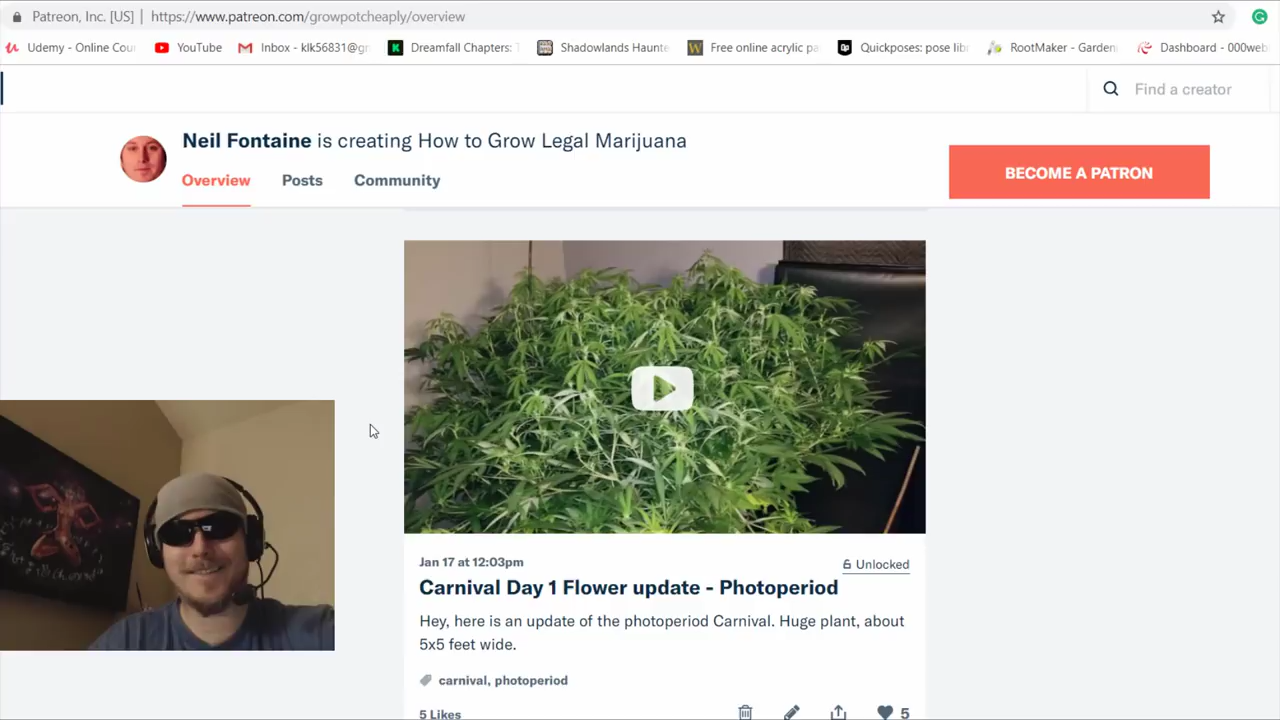 Patreon, Inc. [US] | https://www.patreon.com/growpotcheaply/overview
Udemy - Online Cour
YouTube
Inbox - klk56831@gm
Dreamfall Chapters:
Shadowlands Haunte
Free online acrylic pa
Quickposes: pose libr
RootMaker - Garden
Dashboard - 000web
Find a creator
Neil Fontaine is creating How to Grow Legal Marijuana
BECOME A PATRON
Overview Posts Community
Jan 17 at 12:03pm
Unlocked
Carnival Day 1 Flower update - Photoperiod
Hey, here is an update of the photoperiod Carnival. Huge plant, about
5x5 feet wide.
carnival, photoperiod
5 Likes
5